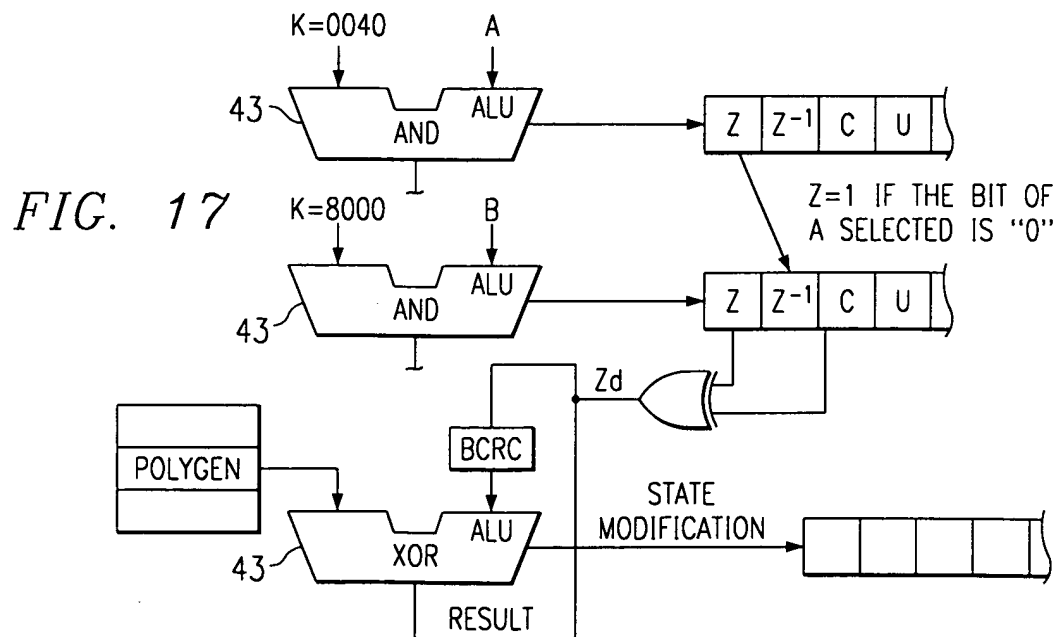 K=0040 A
43 AND ALU
Z Z⁻¹ C U
Z=1 IF THE BIT OF
A SELECTED IS "0"
FIG. 17
K=8000 B
43 AND ALU
Z Z⁻¹ C U
Zd
BCRC
POLYGEN
STATE
MODIFICATION
43 XOR ALU
RESULT